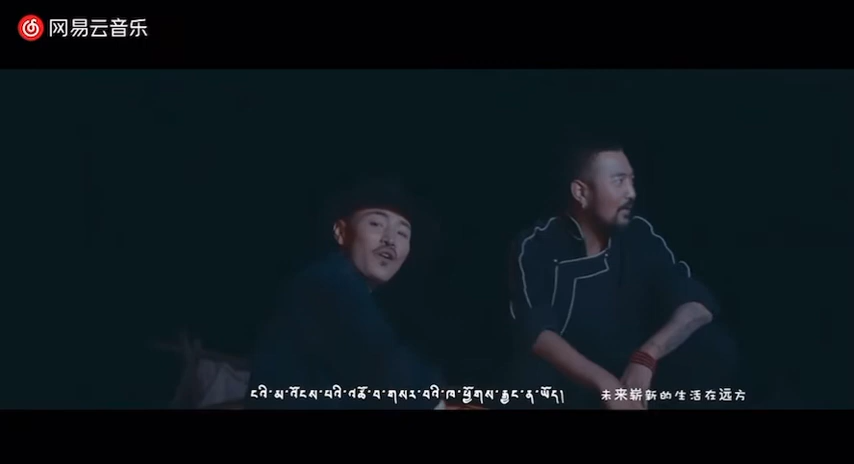 网易云音乐
ངའི་མ་འོངས་པའི་འཚོ་བ་གསར་བའི་ཁ་ཕྱོགས་རྒྱང་ན་ཡོད།
未来崭新的生活在远方